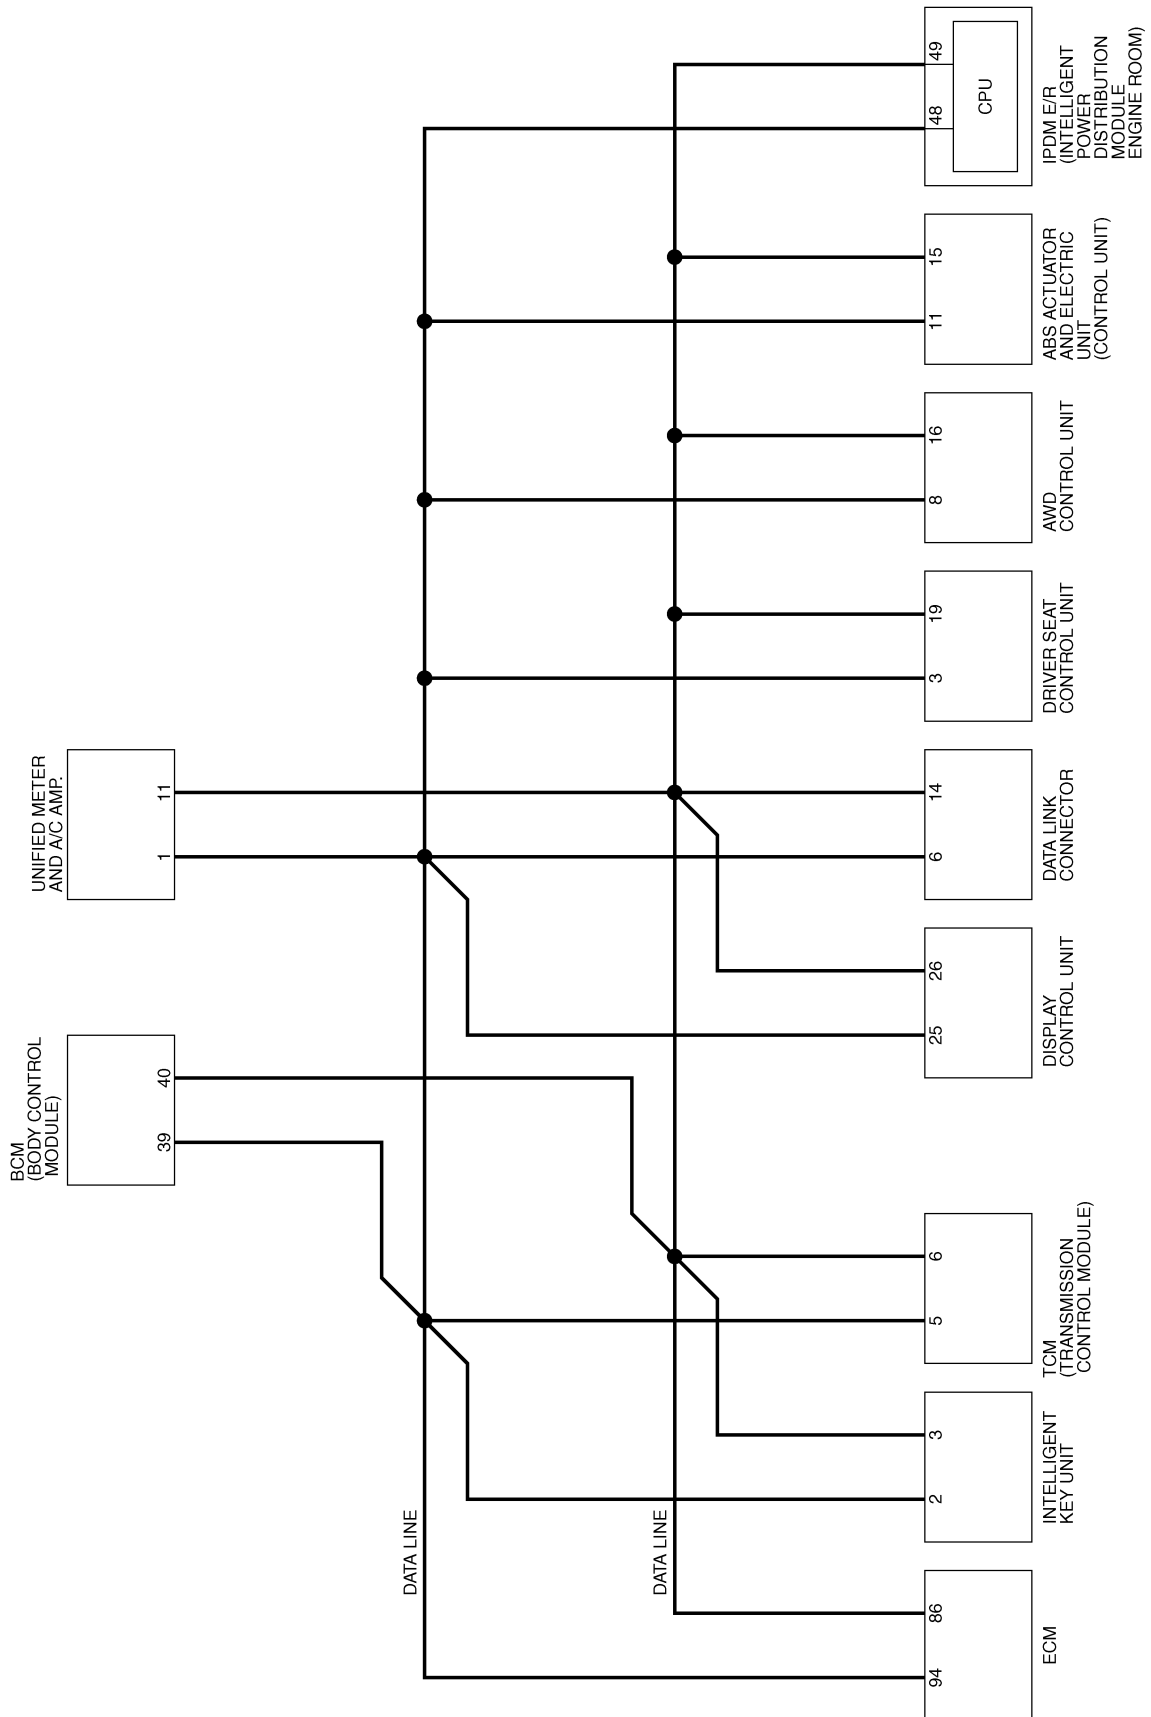 BCM
(BODY CONTROL
MODULE)
39
40
UNIFIED METER
AND A/C AMP.
1
11
DATA LINE
DATA LINE
94
86
ECM
2
3
INTELLIGENT
KEY UNIT
5
6
TCM
(TRANSMISSION
CONTROL MODULE)
25
26
DISPLAY
CONTROL UNIT
6
14
DATA LINK
CONNECTOR
3
19
DRIVER SEAT
CONTROL UNIT
8
16
AWD
CONTROL UNIT
11
15
ABS ACTUATOR
AND ELECTRIC
UNIT
(CONTROL UNIT)
48
49
CPU
IPDM E/R
(INTELLIGENT
POWER
DISTRIBUTION
MODULE
ENGINE ROOM)